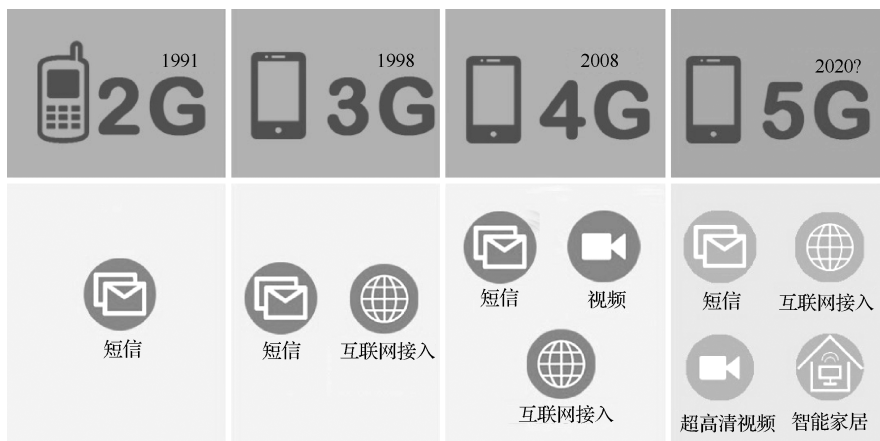 1991
2G
1998
3G
2008
4G
2020?
5G
短信
短信
互联网接入
短信
视频
互联网接入
短信
互联网接入
超高清视频
智能家居